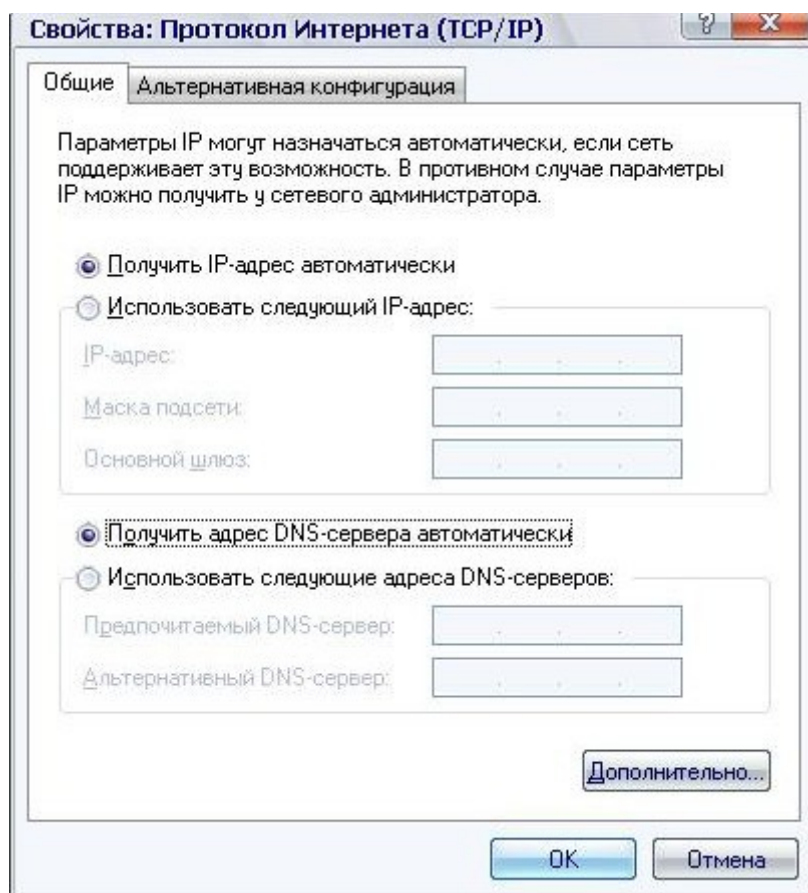 Свойства: Протокол Интернета (TCP/IP)
Общие
Альтернативная конфигурация
Параметры IP могут назначаться автоматически, если сеть
поддерживает эту возможность. В противном случае параметры
IP можно получить у сетевого администратора.
Получить IP-адрес автоматически
Использовать следующий IP-адрес:
IP-адрес:
Маска подсети:
Основной шлюз:
Получить адрес DNS-сервера автоматически
Использовать следующие адреса DNS-серверов:
Предпочитаемый DNS-сервер:
Альтернативный DNS-сервер:
Дополнительно...
OK
Отмена